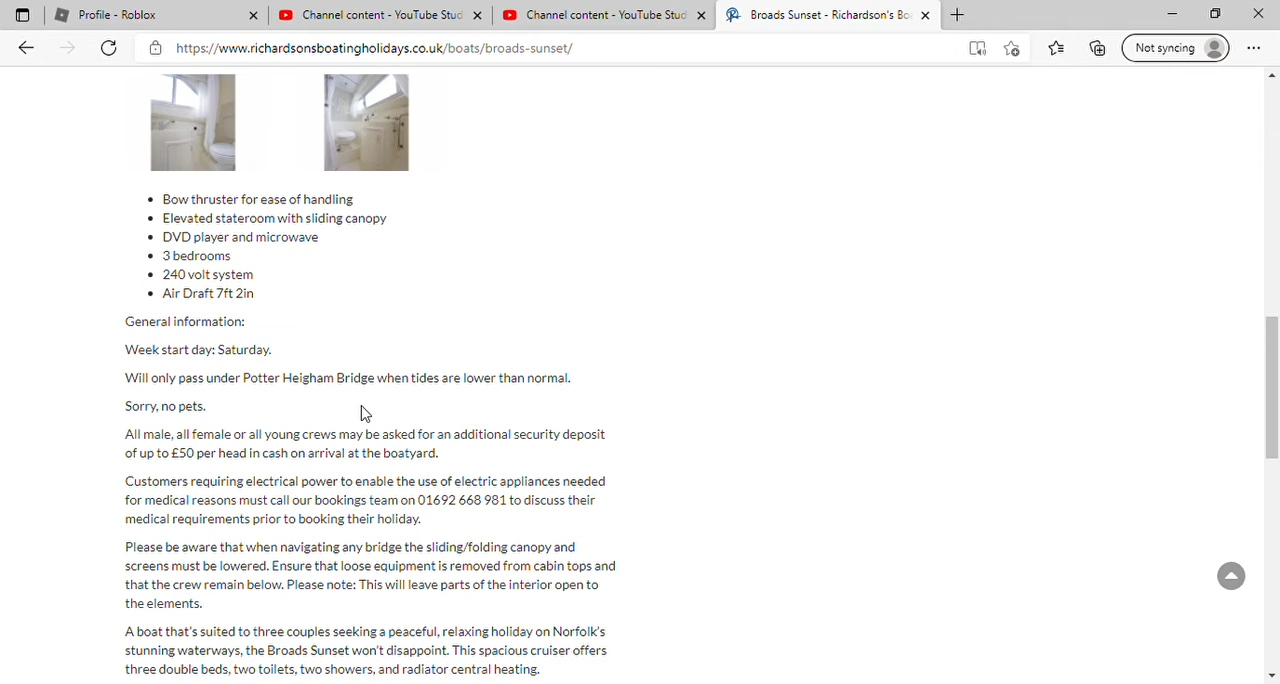 Profile - Roblox
Channel content - YouTube Stud
Channel content - YouTube Stud
Broads Sunset - Richardson's Bo
https://www.richardsonsboatingholidays.co.uk/boats/broads-sunset/
Not syncing
Bow thruster for ease of handling
Elevated stateroom with sliding canopy
DVD player and microwave
3 bedrooms
240 volt system
Air Draft 7ft 2in
General information:
Week start day: Saturday.
Will only pass under Potter Heigham Bridge when tides are lower than normal.
Sorry, no pets.
All male, all female or all young crews may be asked for an additional security deposit
of up to £50 per head in cash on arrival at the boatyard.
Customers requiring electrical power to enable the use of electric appliances needed
for medical reasons must call our bookings team on 01692 668 981 to discuss their
medical requirements prior to booking their holiday.
Please be aware that when navigating any bridge the sliding/folding canopy and
screens must be lowered. Ensure that loose equipment is removed from cabin tops and
that the crew remain below. Please note: This will leave parts of the interior open to
the elements.
A boat that's suited to three couples seeking a peaceful, relaxing holiday on Norfolk's
stunning waterways, the Broads Sunset won't disappoint. This spacious cruiser offers
three double beds, two toilets, two showers, and radiator central heating.